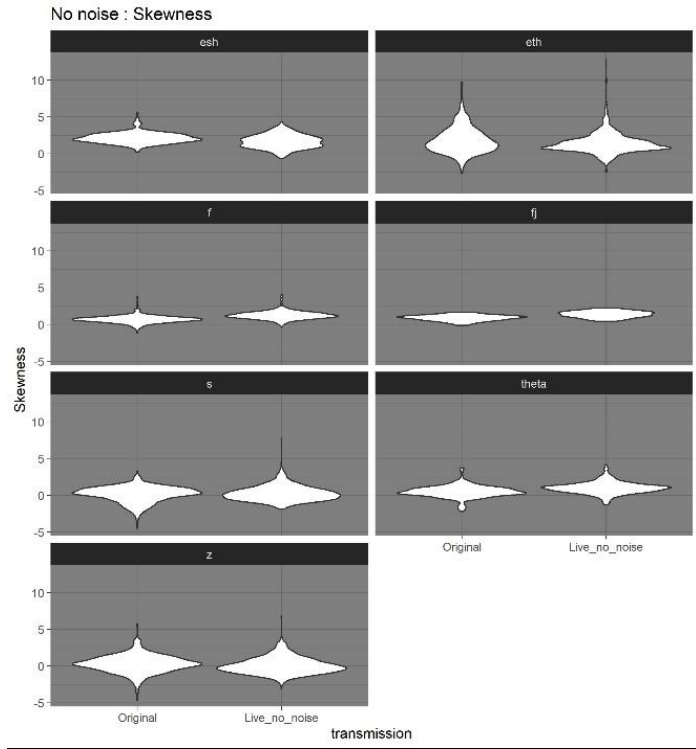 No noise : Skewness
esh
eth
10
5
0
-5
f
fj
10
5
0
-5
Skewness
s
theta
10
5
0
-5
Original
Live_no_noise
z
10
5
0
-5
Original
Live_no_noise
transmission